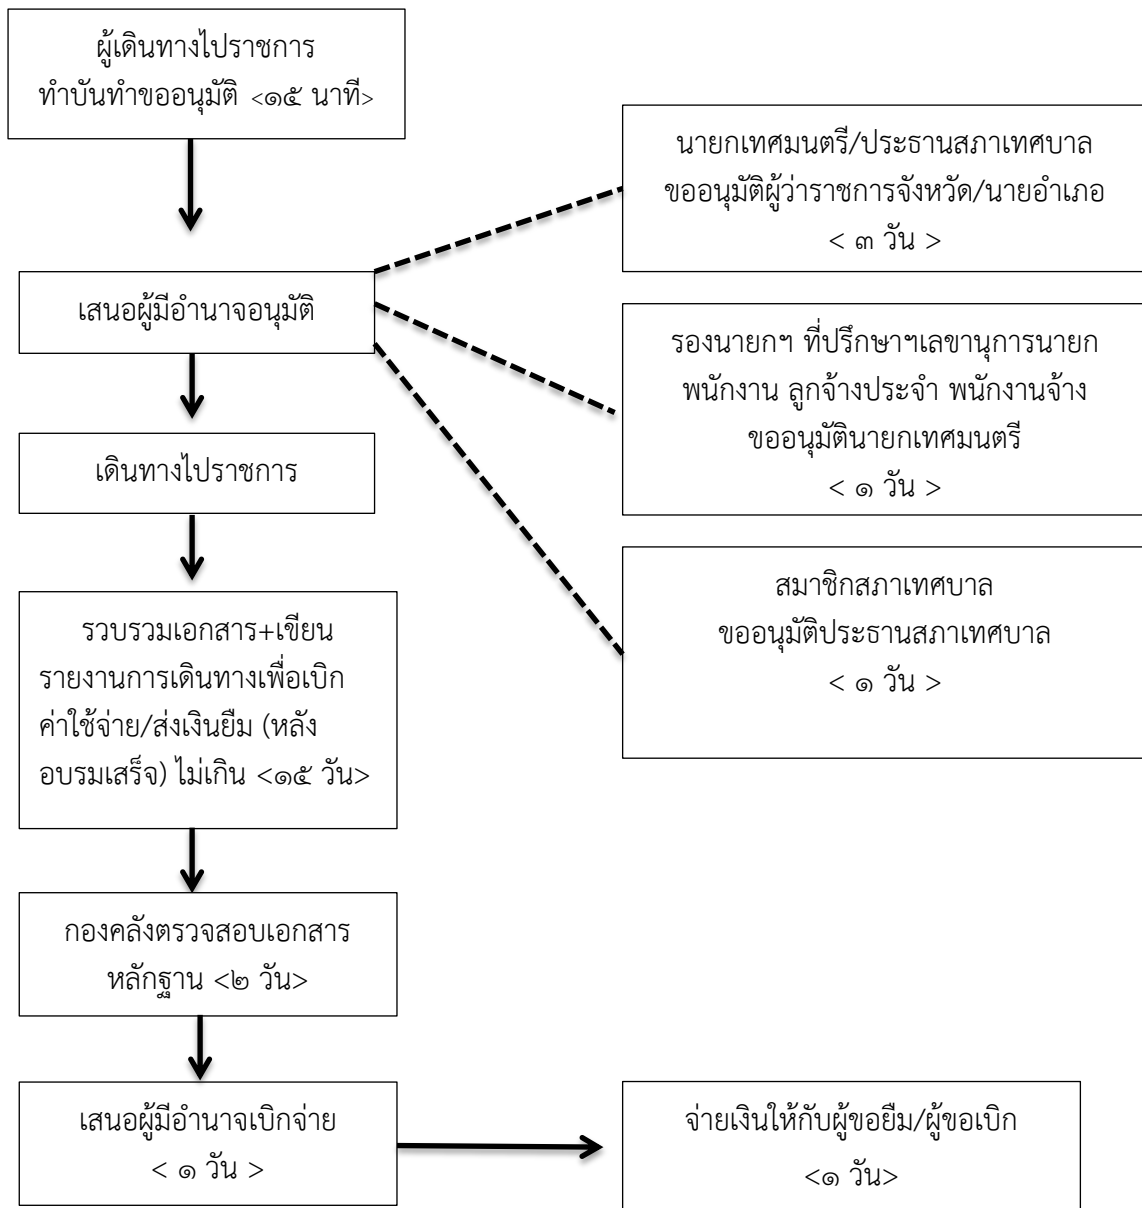 ผู้เดินทางไปราชการ
ทำบันทำขออนุมัติ <๑๕ นาที>
นายกเทศมนตรี/ประธานสภาเทศบาล
ขออนุมัติผู้ว่าราชการจังหวัด/นายอำเภอ
< ๓ วัน >
เสนอผู้มีอำนาจอนุมัติ
รองนายกฯ ที่ปรึกษาฯเลขานุการนายก
พนักงาน ลูกจ้างประจำ พนักงานจ้าง
ขออนุมัตินายกเทศมนตรี
< ๑ วัน >
เดินทางไปราชการ
สมาชิกสภาเทศบาล
ขออนุมัติประธานสภาเทศบาล
< ๑ วัน >
รวบรวมเอกสาร+เขียน
รายงานการเดินทางเพื่อเบิก
ค่าใช้จ่าย/ส่งเงินยืม (หลัง
อบรมเสร็จ) ไม่เกิน <๑๕ วัน>
กองคลังตรวจสอบเอกสาร
หลักฐาน <๒ วัน>
เสนอผู้มีอำนาจเบิกจ่าย
< ๑ วัน >
จ่ายเงินให้กับผู้ขอยืม/ผู้ขอเบิก
<๑ วัน>